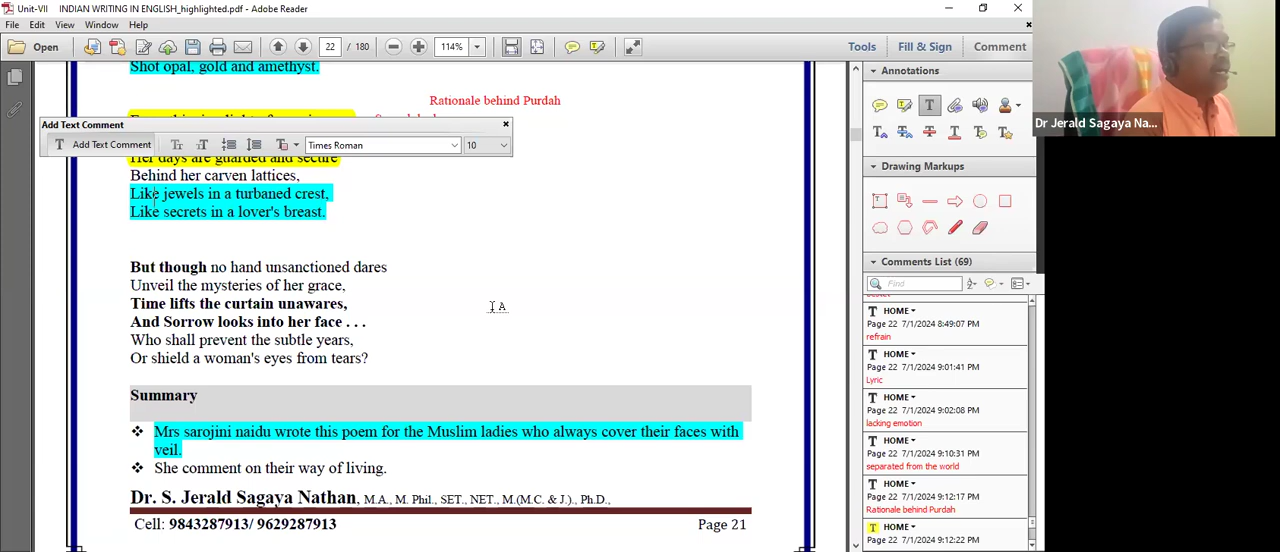 Unit-VII INDIAN WRITING IN ENGLISH_highlighted.pdf - Adobe Reader
File Edit View Window Help
Open 22 / 180 114% Tools Fill & Sign Comment
Shot opal, gold and amethyst.
Rationale behind Purdah
Add Text Comment
Add Text Comment Times Roman 10
Her days are guarded and secure
Behind her carven lattices,
Like jewels in a turbaned crest,
Like secrets in a lover's breast.
But though no hand unsanctioned dares
Unveil the mysteries of her grace,
Time lifts the curtain unawares,
And Sorrow looks into her face . . .
Who shall prevent the subtle years,
Or shield a woman's eyes from tears?
Summary
❖ Mrs sarojini naidu wrote this poem for the Muslim ladies who always cover their faces with
veil.
❖ She comment on their way of living.
Dr. S. Jerald Sagaya Nathan, M.A., M. Phil., SET., NET., M.(M.C. & J.)., Ph.D.,
Cell: 9843287913/ 9629287913 Page 21
Annotations
Drawing Markups
Comments List (69)
Find
HOME
Page 22 7/1/2024 8:49:07 PM
refrain
HOME
Page 22 7/1/2024 9:01:41 PM
Lyric
HOME
Page 22 7/1/2024 9:02:08 PM
lacking emotion
HOME
Page 22 7/1/2024 9:10:31 PM
separated from the world
HOME
Page 22 7/1/2024 9:12:17 PM
Rationale behind Purdah
HOME
Page 22 7/1/2024 9:12:22 PM
Dr Jerald Sagaya Na...